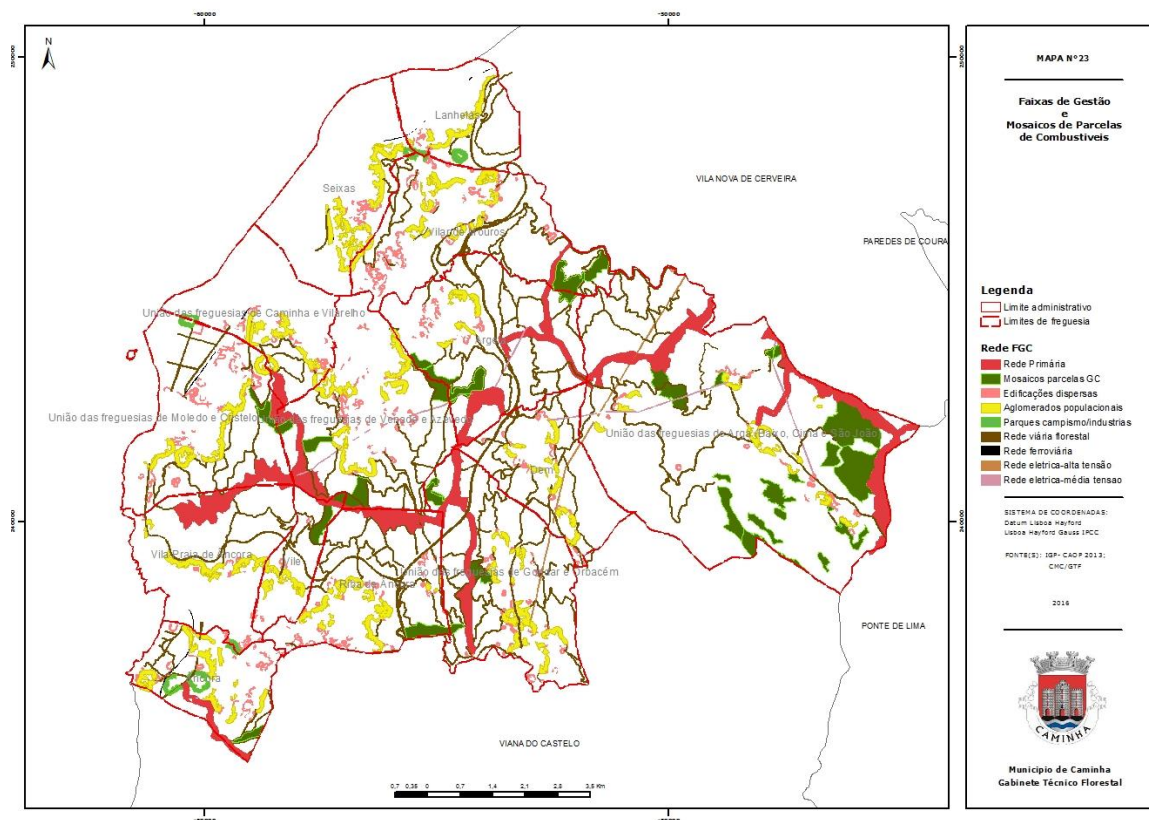 N
Lanhelas
Seixas
Vilar de Mouros
VILA NOVA DE CERVEIRA
PAREDES DE COURA
União das freguesias de Caminha e Vilarelho
Argela
União das freguesias de Moledo e Cristelo
União das freguesias de Venade e Azevedo
União das freguesias de Arga (Baixo, Cima e São João)
Dem
Vila Praia de Âncora
Vile
Riba de Âncora
União das freguesias de Gondar e Orbacém
Âncora
PONTE DE LIMA
VIANA DO CASTELO
0,7 0,35 0 0,7 1,4 2,1 2,8 3,5 Km
MAPA Nº23
Faixas de Gestão
e
Mosaicos de Parcelas
de Combustíveis
Legenda
Limite administrativo
Limites de freguesia
Rede FGC
Rede Primária
Mosaicos parcelas GC
Edificações dispersas
Aglomerados populacionais
Parques campismo/industrias
Rede viária florestal
Rede ferroviária
Rede eletrica-alta tensão
Rede eletrica-média tensao
SISTEMA DE COORDENADAS:
Datum Lisboa Hayford
Lisboa Hayford Gauss IPCC
FONTE(S): IGP- CAOP 2013;
CMC/GTF
2016
CAMINHA
Municipio de Caminha
Gabinete Técnico Florestal